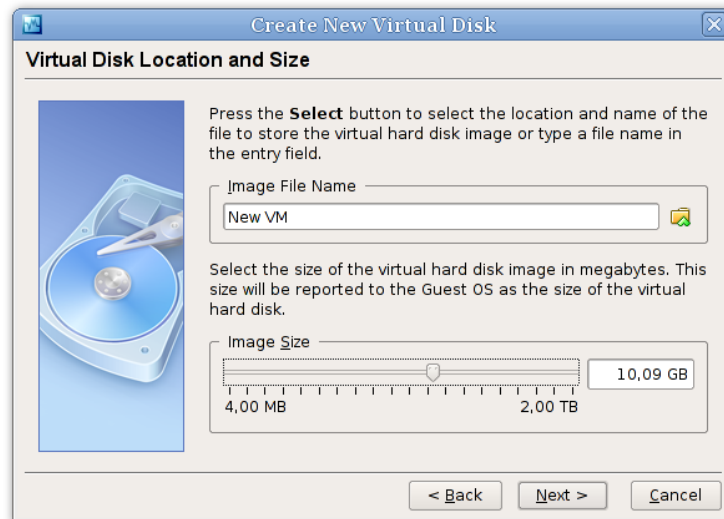 Create New Virtual Disk
Virtual Disk Location and Size
Press the Select button to select the location and name of the
file to store the virtual hard disk image or type a file name in
the entry field.
Image File Name
New VM
Select the size of the virtual hard disk image in megabytes. This
size will be reported to the Guest OS as the size of the virtual
hard disk.
Image Size
10,09 GB
4,00 MB 2,00 TB
< Back Next > Cancel